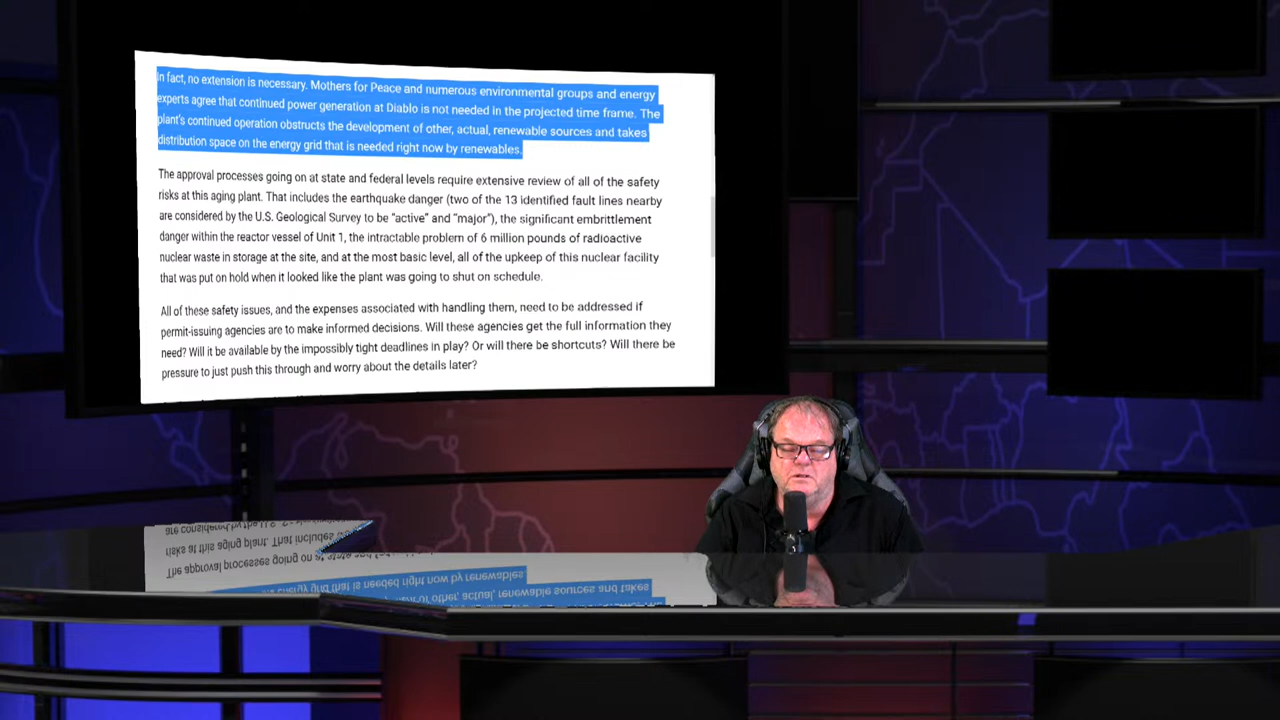 In fact, no extension is necessary. Mothers for Peace and numerous environmental groups and energy
experts agree that continued power generation at Diablo is not needed in the projected time frame. The
plant's continued operation obstructs the development of other, actual, renewable sources and takes
distribution space on the energy grid that is needed right now by renewables.
The approval processes going on at state and federal levels require extensive review of all of the safety
risks at this aging plant. That includes the earthquake danger (two of the 13 identified fault lines nearby
are considered by the U.S. Geological Survey to be “active” and “major”), the significant embrittlement
danger within the reactor vessel of Unit 1, the intractable problem of 6 million pounds of radioactive
nuclear waste in storage at the site, and at the most basic level, all of the upkeep of this nuclear facility
that was put on hold when it looked like the plant was going to shut on schedule.
All of these safety issues, and the expenses associated with handling them, need to be addressed if
permit-issuing agencies are to make informed decisions. Will these agencies get the full information they
need? Will it be available by the impossibly tight deadlines in play? Or will there be shortcuts? Will there be
pressure to just push this through and worry about the details later?